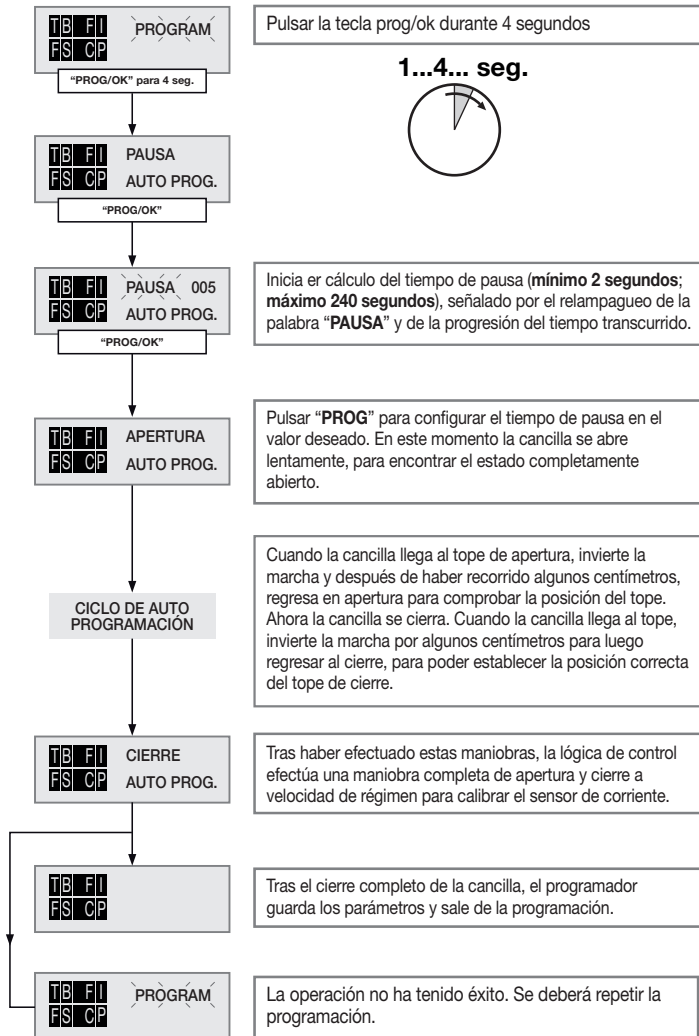 TB FI PROGRAM
FS CP
Pulsar la tecla prog/ok durante 4 segundos
"PROG/OK" para 4 seg.
1...4... seg.
TB FI PAUSA
FS CP AUTO PROG.
"PROG/OK"
TB FI PAUSA 005
FS CP AUTO PROG.
"PROG/OK"
Inicia er cálculo del tiempo de pausa (mínimo 2 segundos;
máximo 240 segundos), señalado por el relampagueo de la
palabra "PAUSA" y de la progresión del tiempo transcurrido.
TB FI APERTURA
FS CP AUTO PROG.
Pulsar "PROG" para configurar el tiempo de pausa en el
valor deseado. En este momento la cancilla se abre
lentamente, para encontrar el estado completamente
abierto.
CICLO DE AUTO
PROGRAMACIÓN
Cuando la cancilla llega al tope de apertura, invierte la
marcha y después de haber recorrido algunos centímetros,
regresa en apertura para comprobar la posición del tope.
Ahora la cancilla se cierra. Cuando la cancilla llega al tope,
invierte la marcha por algunos centímetros para luego
regresar al cierre, para poder establecer la posición correcta
del tope de cierre.
TB FI CIERRE
FS CP AUTO PROG.
Tras haber efectuado estas maniobras, la lógica de control
efectúa una maniobra completa de apertura y cierre a
velocidad de régimen para calibrar el sensor de corriente.
TB FI
FS CP
Tras el cierre completo de la cancilla, el programador
guarda los parámetros y sale de la programación.
TB FI PROGRAM
FS CP
La operación no ha tenido éxito. Se deberá repetir la
programación.